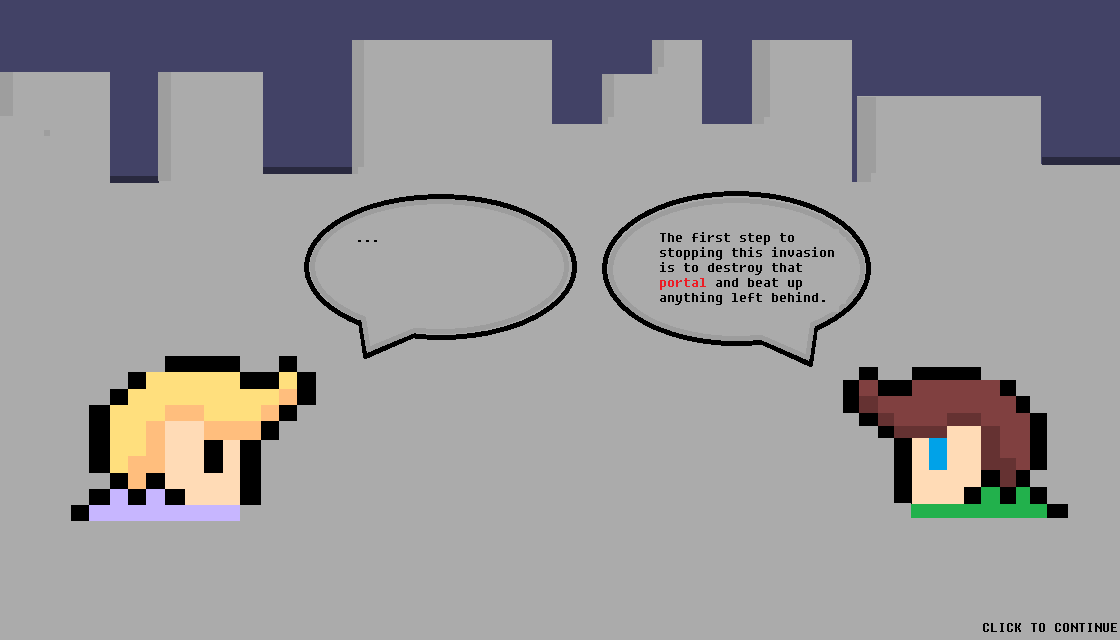 ...
The first step to
stopping this invasion
is to destroy that
portal and beat up
anything left behind.
CLICK TO CONTINUE